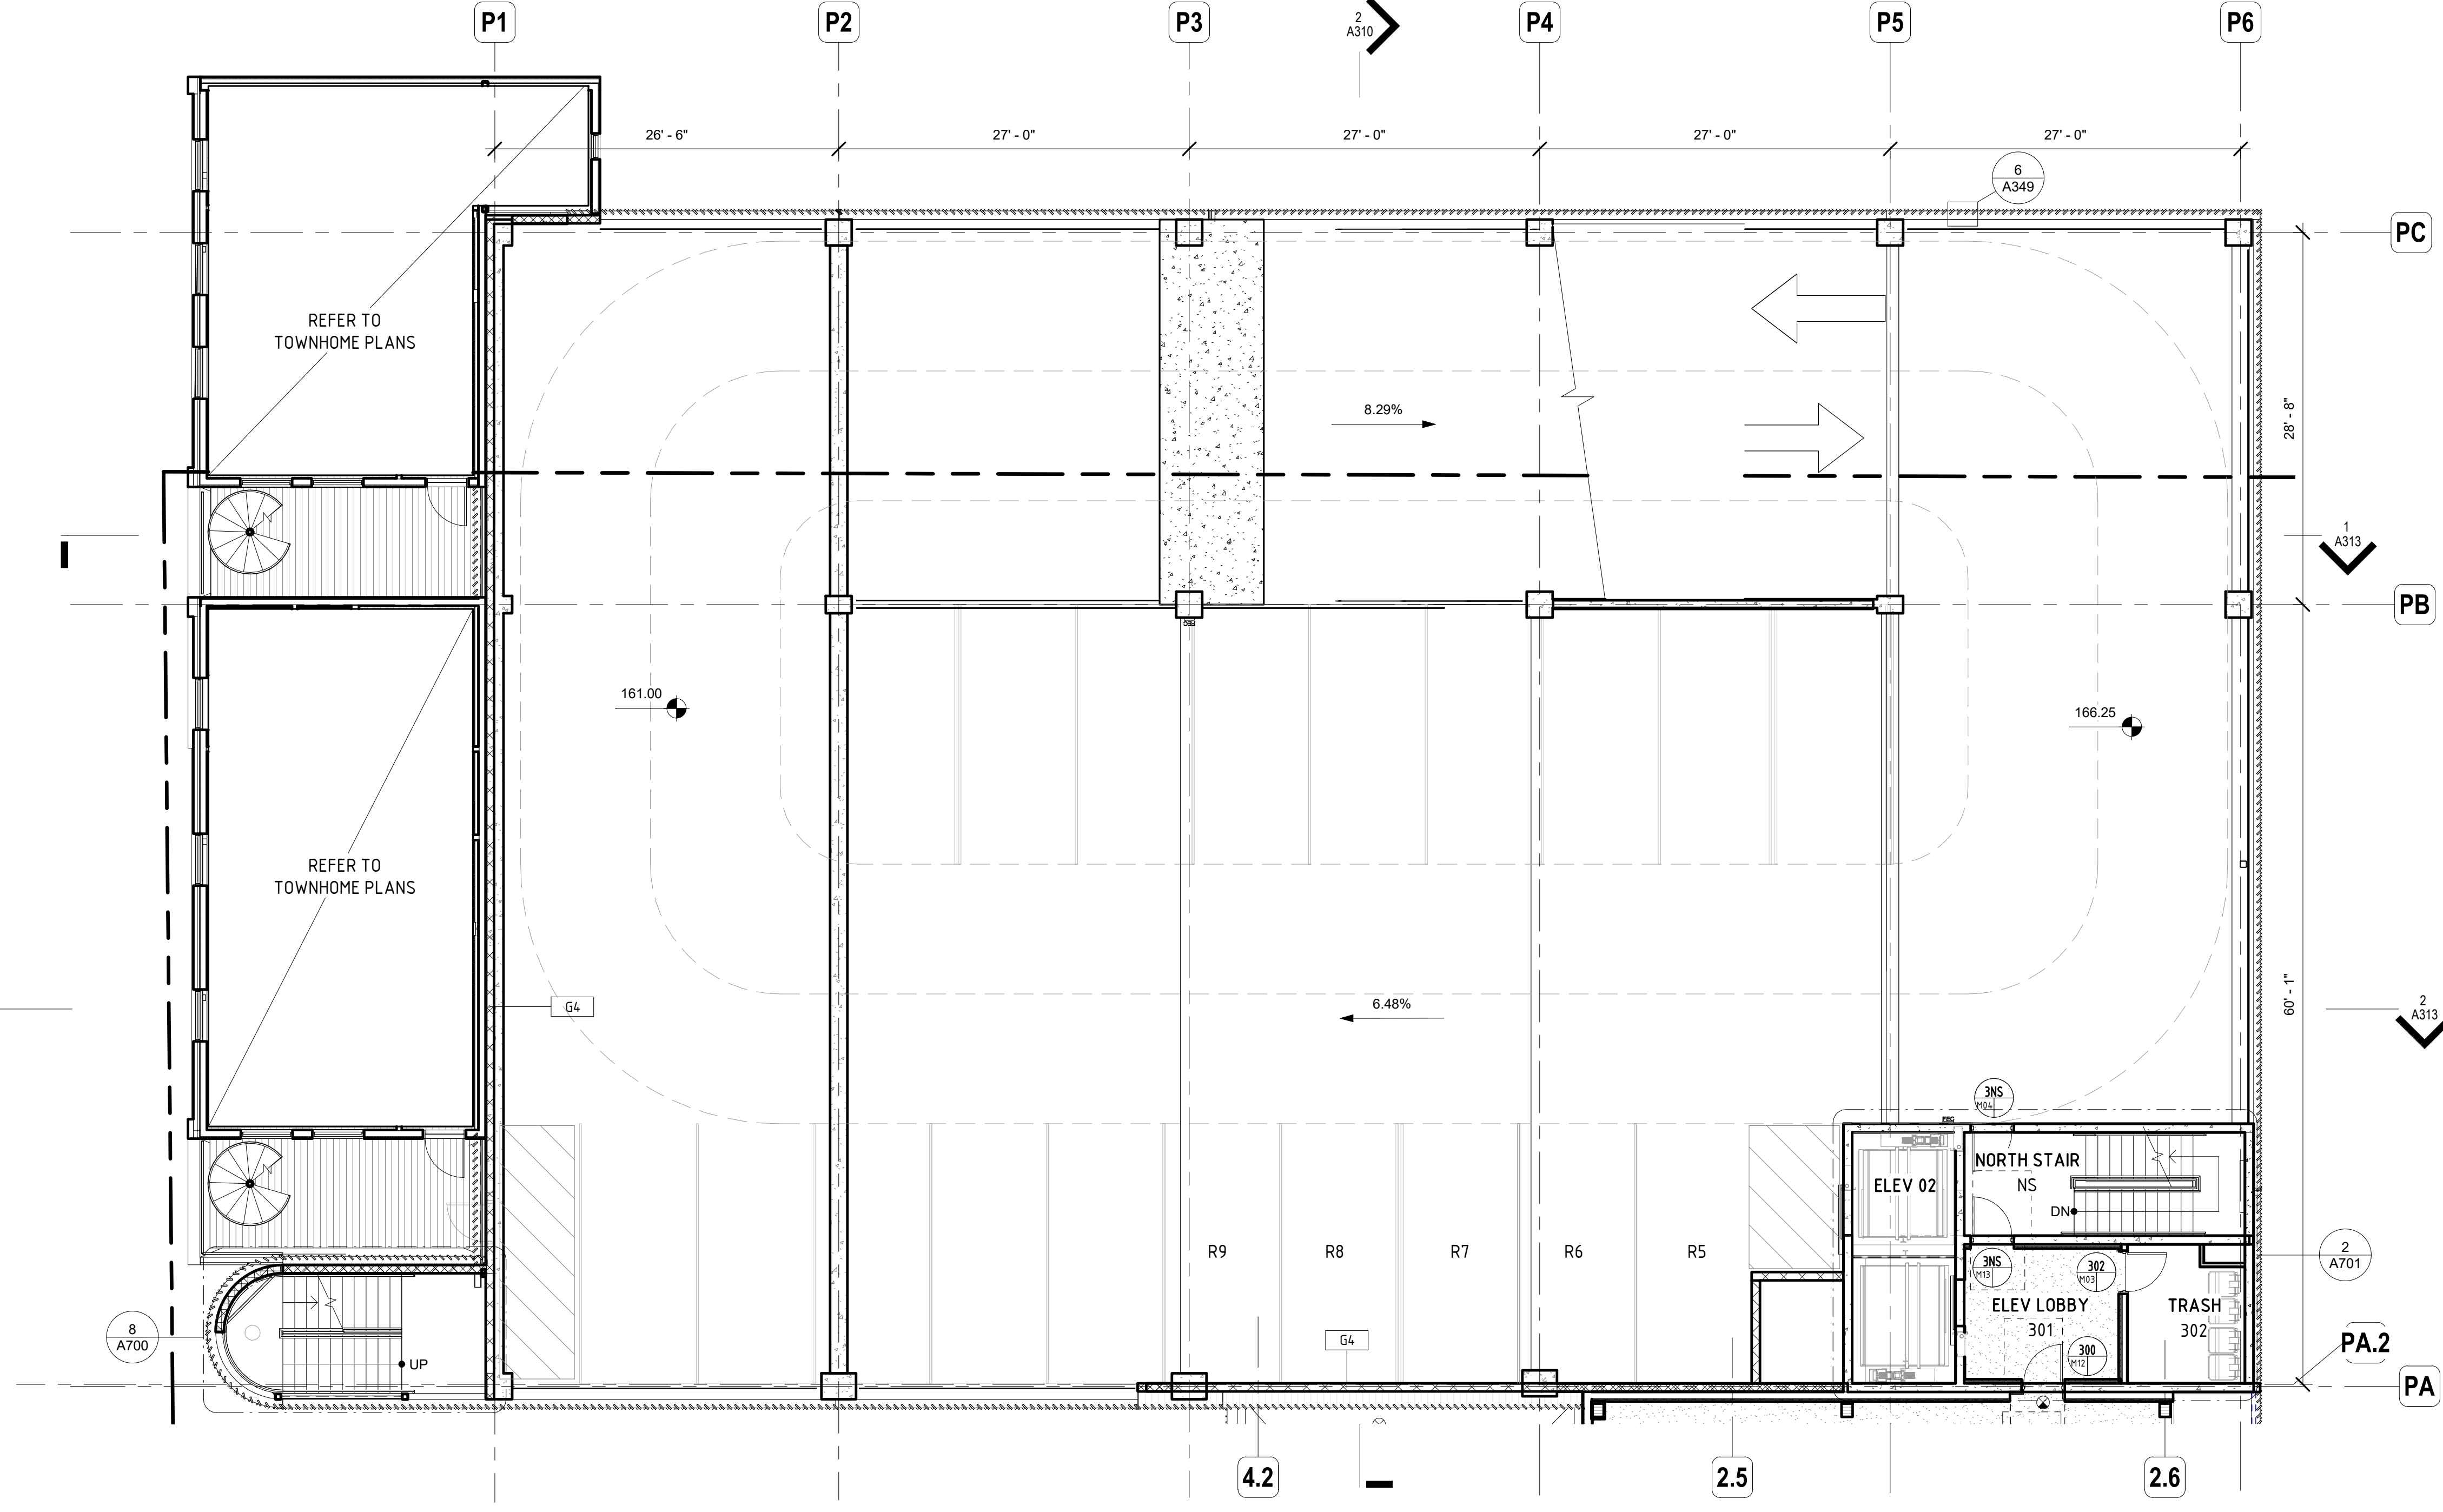 P1
P2
P3
2
A310
P4
P5
P6
26' - 6"
27' - 0"
27' - 0"
27' - 0"
27' - 0"
6
A349
PC
REFER TO
TOWNHOME PLANS
8.29%
28' - 8"
1
A313
PB
FEC
161.00
166.25
REFER TO
TOWNHOME PLANS
G4
6.48%
60' - 1"
2
A313
3NS
M04
FEC
NORTH STAIR
NS
ELEV 02
DN
R9
R8
R7
R6
R5
2
A701
3NS
M13
302
M03
ELEV LOBBY
301
TRASH
302
8
A700
UP
G4
300
M12
PA.2
PA
4.2
2.5
2.6